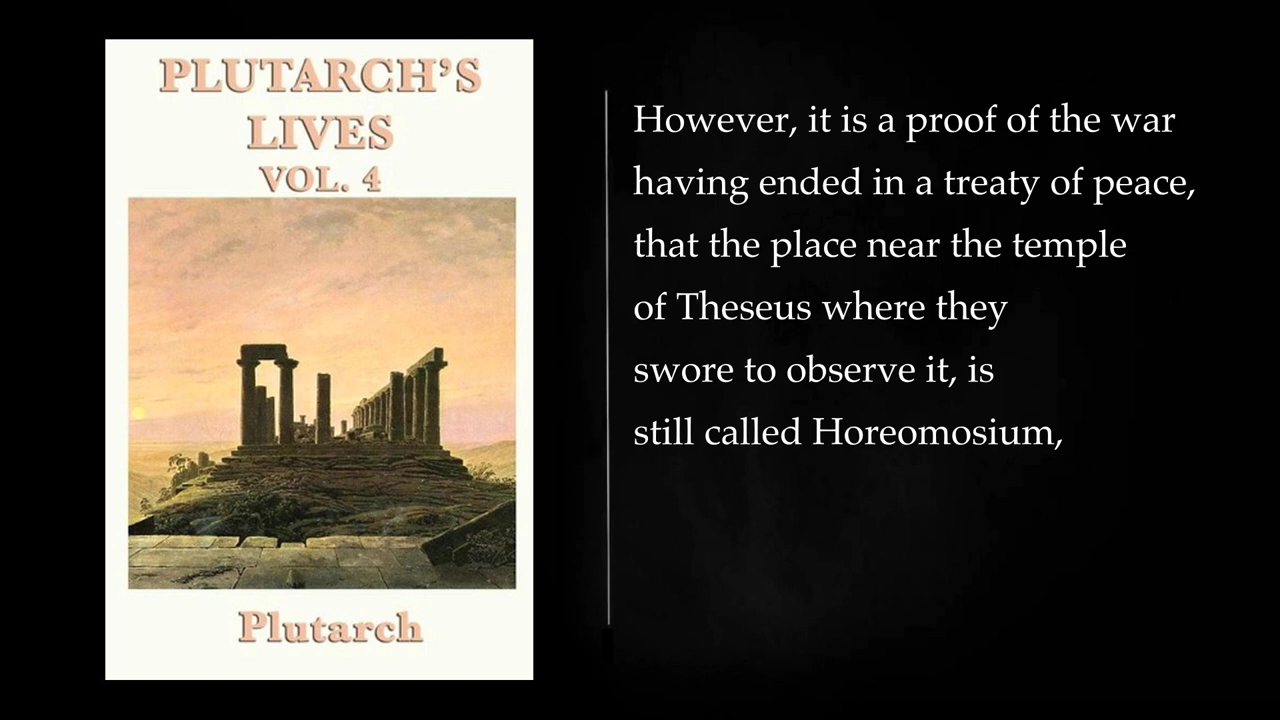 PLUTARCH'S
LIVES
VOL. 4
Plutarch
However, it is a proof of the war
having ended in a treaty of peace,
that the place near the temple
of Theseus where they
swore to observe it, is
still called Horeomosium,